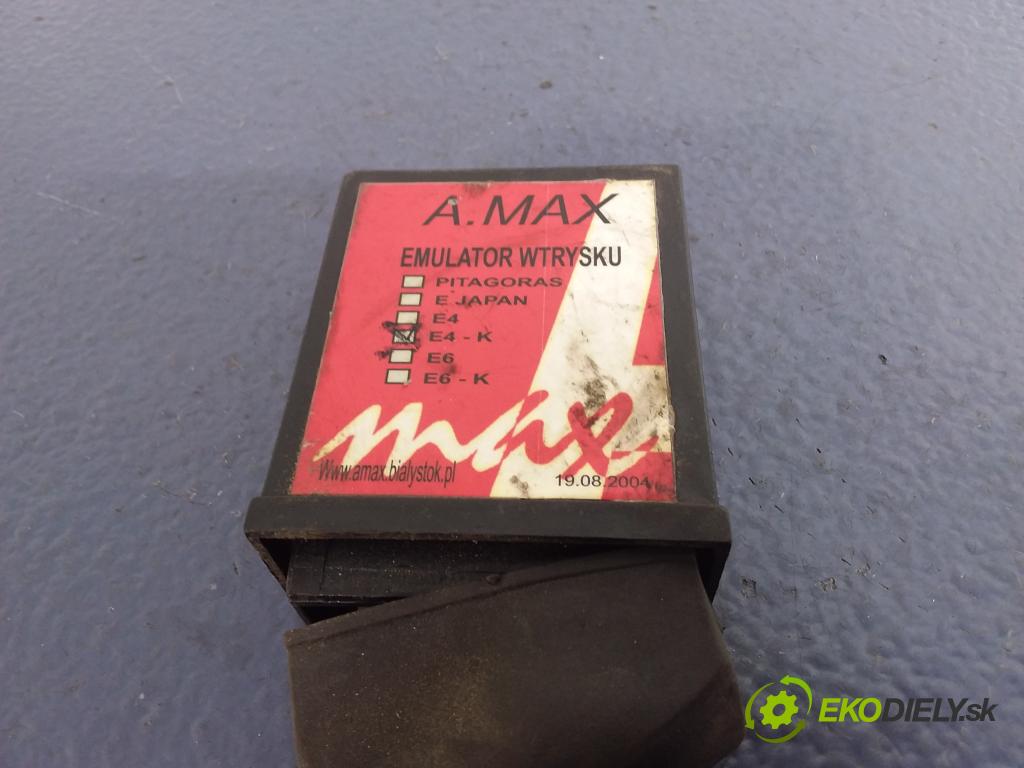 A.MAX
EMULATOR WTRYSKU
PITAGORAS
E JAPAN
E4
E4 - K
E6
E6 - K
max
Www.amax.bialystok.pl
19.08.2004
EKODIELY.sk